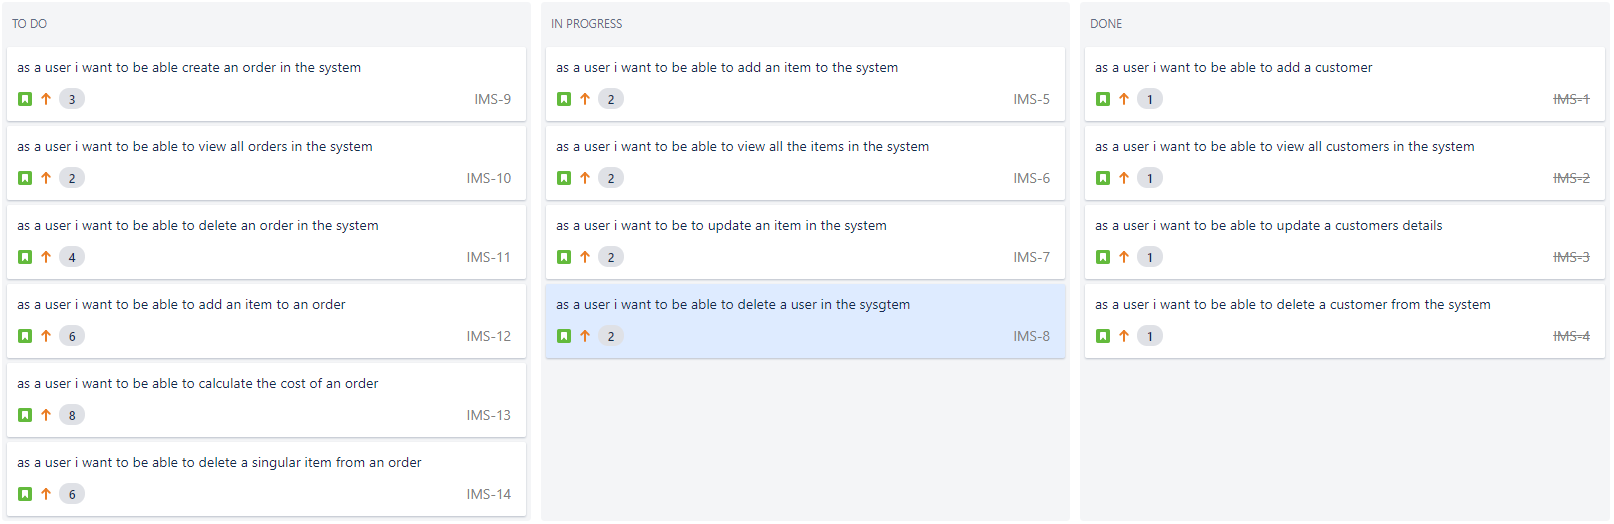 TO DO
as a user i want to be able create an order in the system
3
IMS-9
as a user i want to be able to view all orders in the system
2
IMS-10
as a user i want to be able to delete an order in the system
4
IMS-11
as a user i want to be able to add an item to an order
6
IMS-12
as a user i want to be able to calculate the cost of an order
8
IMS-13
as a user i want to be able to delete a singular item from an order
6
IMS-14
IN PROGRESS
as a user i want to be able to add an item to the system
2
IMS-5
as a user i want to be able to view all the items in the system
2
IMS-6
as a user i want to be to update an item in the system
2
IMS-7
as a user i want to be able to delete a user in the sysgtem
2
IMS-8
DONE
as a user i want to be able to add a customer
1
IMS-1
as a user i want to be able to view all customers in the system
1
IMS-2
as a user i want to be able to update a customers details
1
IMS-3
as a user i want to be able to delete a customer from the system
1
IMS-4